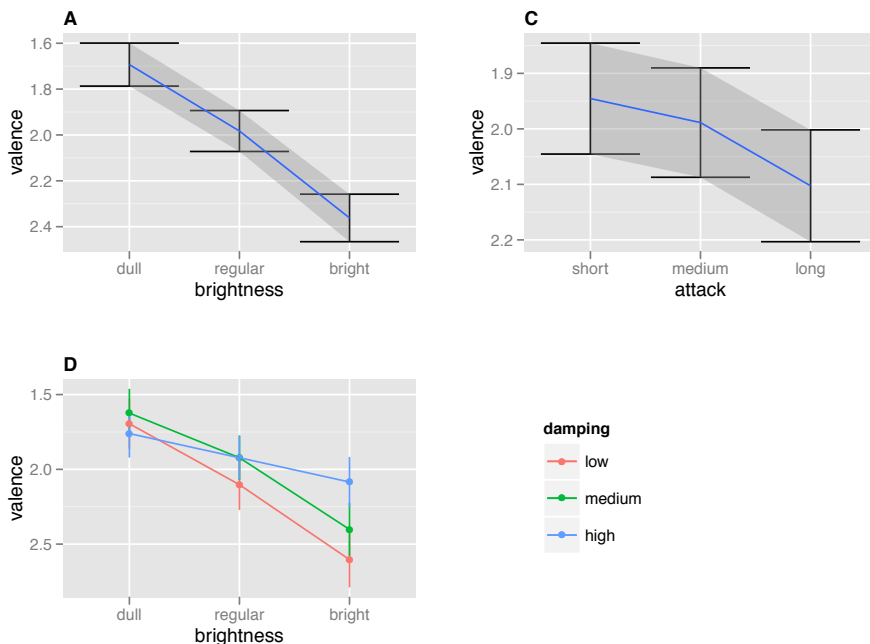 A
valence
1.6
1.8
2.0
2.2
2.4
dull regular bright
brightness
C
valence
1.9
2.0
2.1
2.2
short medium long
attack
D
valence
1.5
2.0
2.5
dull regular bright
brightness
damping
low
medium
high